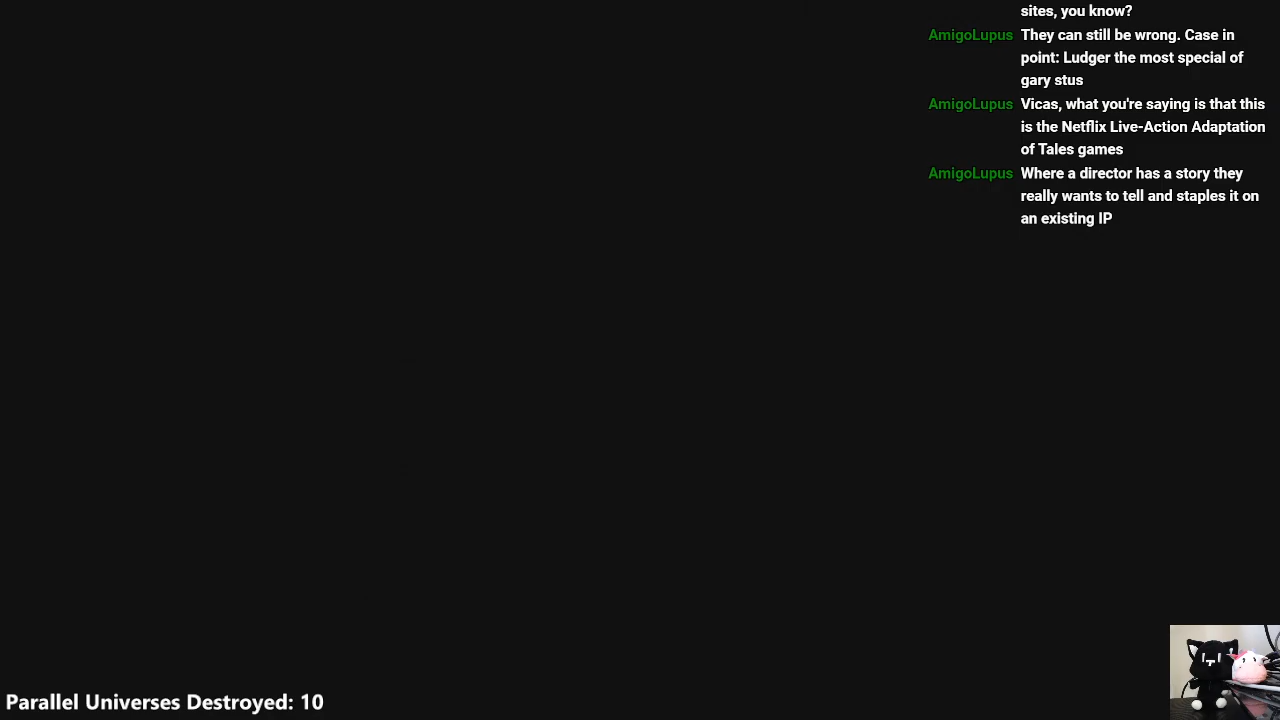 sites, you know?
AmigoLupus They can still be wrong. Case in
point: Ludger the most special of
gary stus
AmigoLupus Vicas, what you're saying is that this
is the Netflix Live-Action Adaptation
of Tales games
AmigoLupus Where a director has a story they
really wants to tell and staples it on
an existing IP
Parallel Universes Destroyed: 10